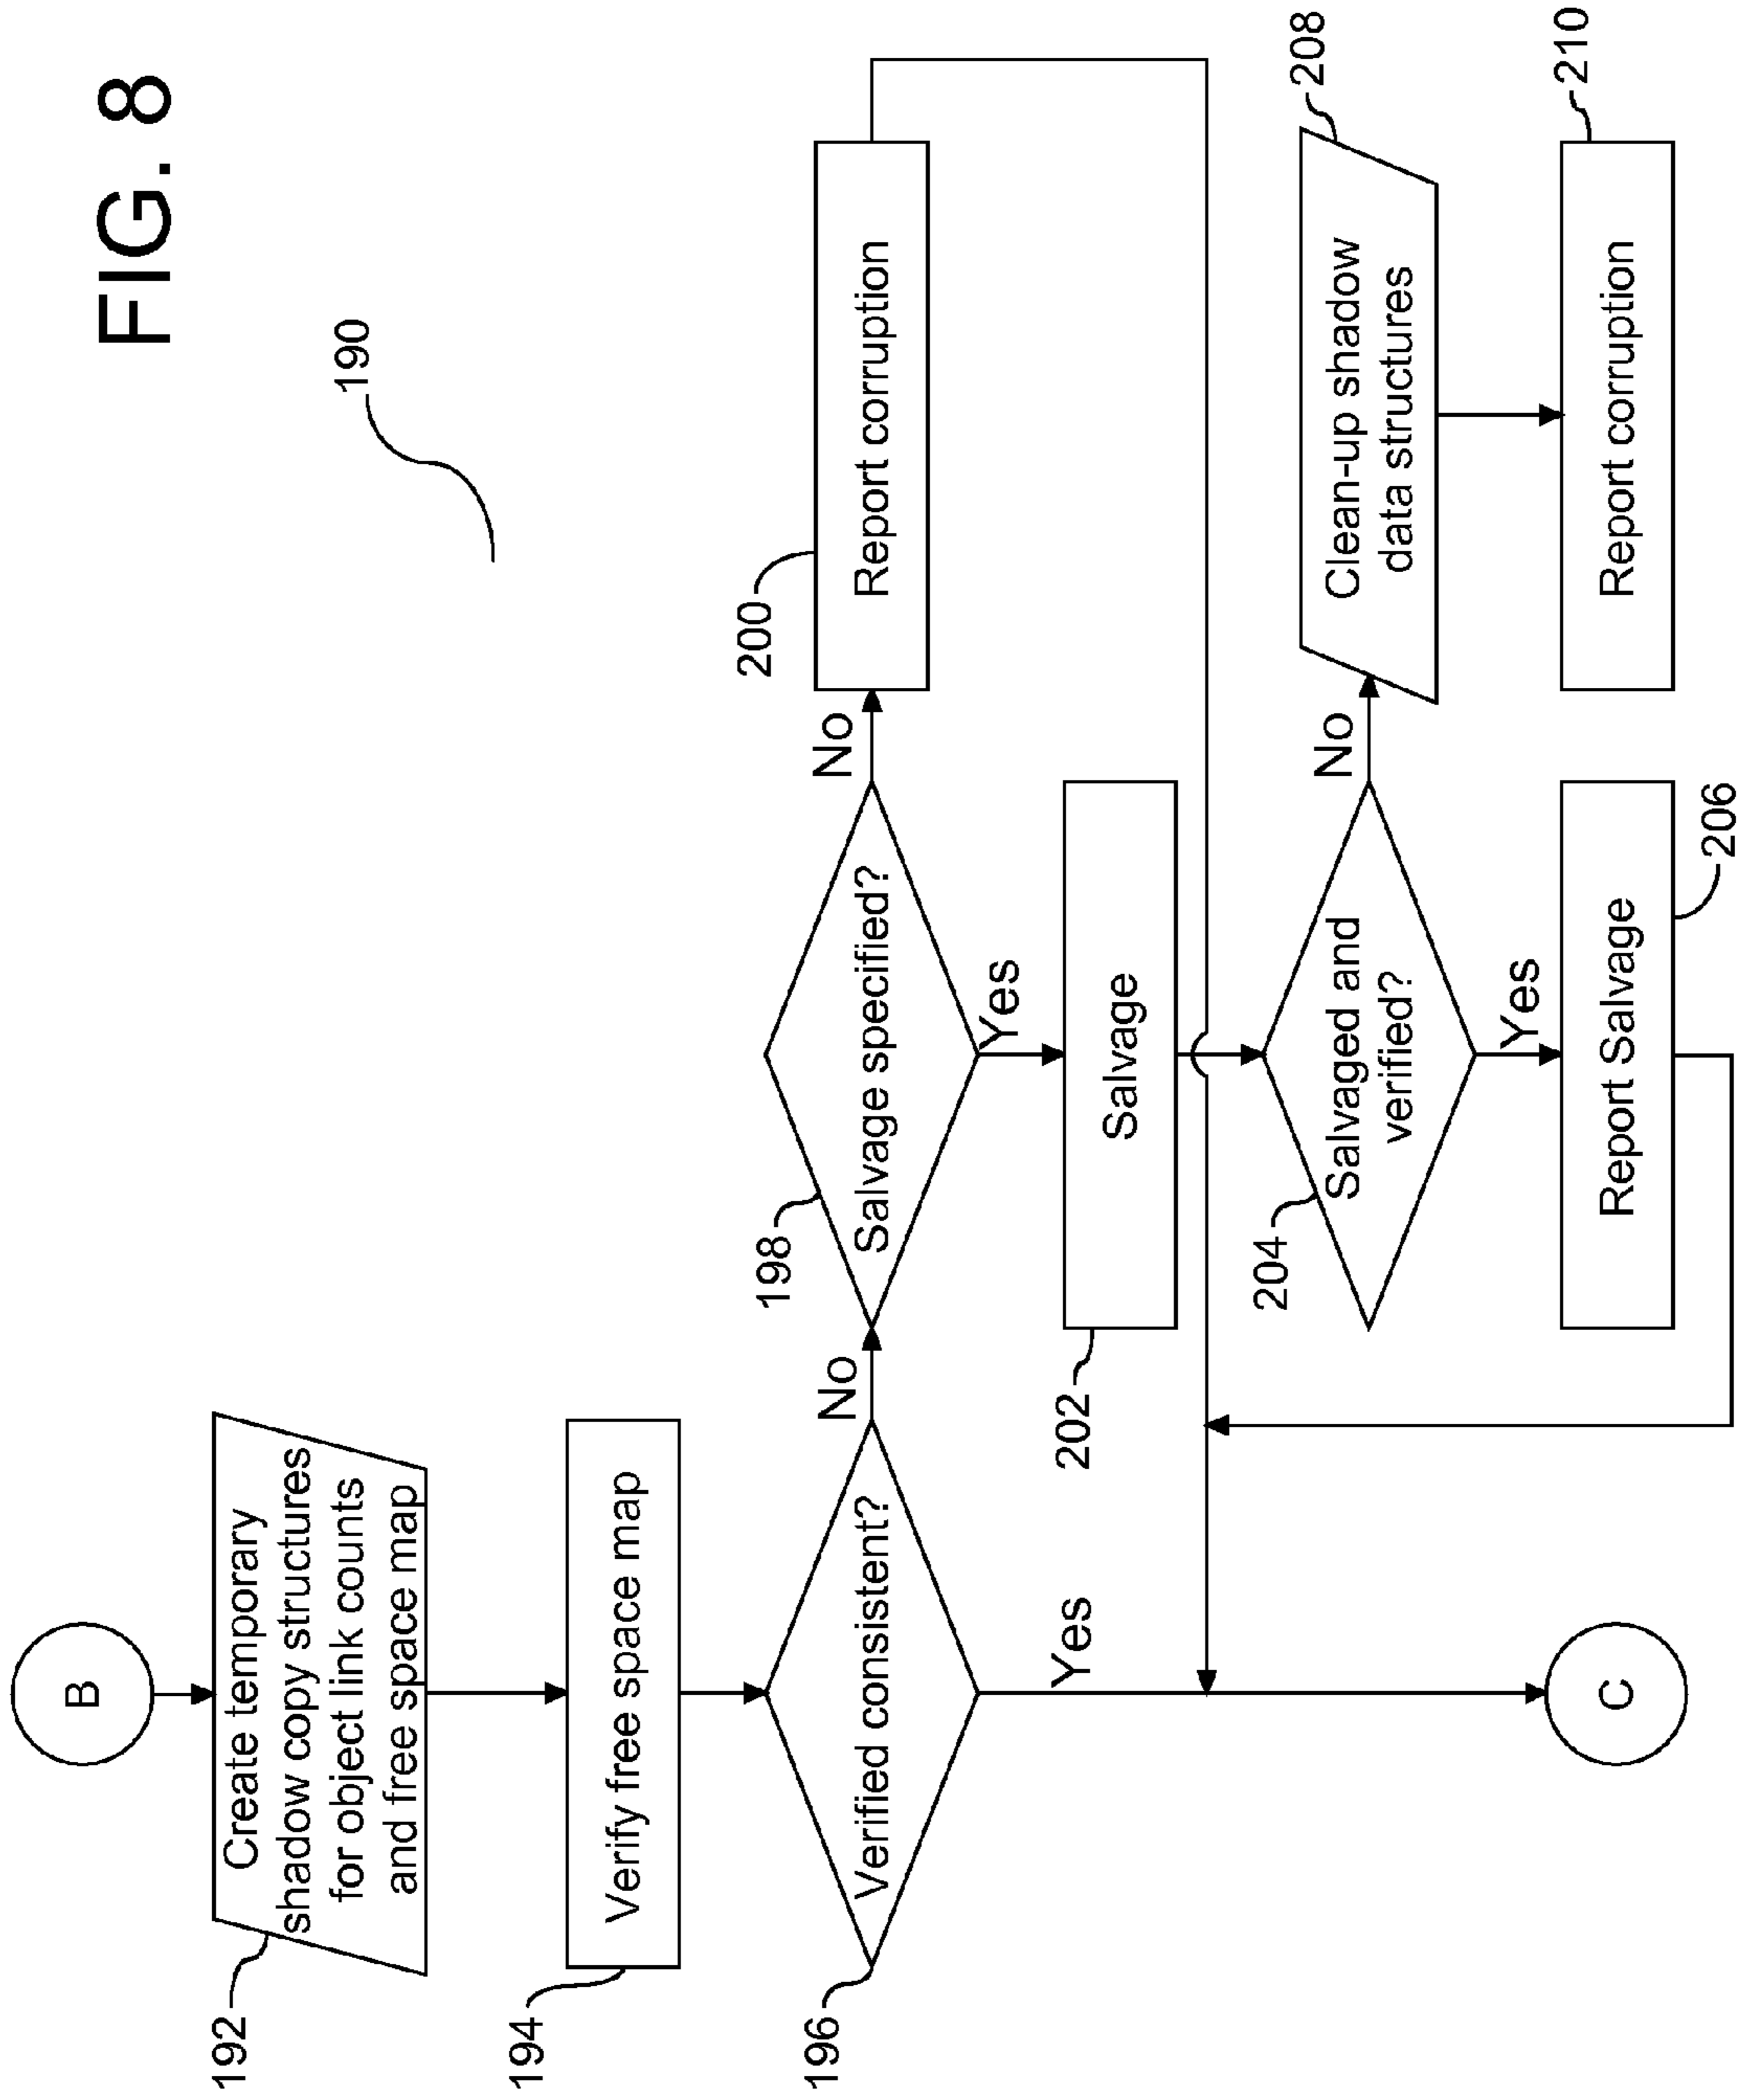 FIG. 8
190
B
192
Create temporary
shadow copy structures
for object link counts
and free space map
194
Verify free space map
196
Verified consistent?
No
Yes
198
Salvage specified?
No
Yes
200
Report corruption
202
Salvage
204
Salvaged and
verified?
No
Yes
208
Clean-up shadow
data structures
206
Report Salvage
210
Report corruption
C